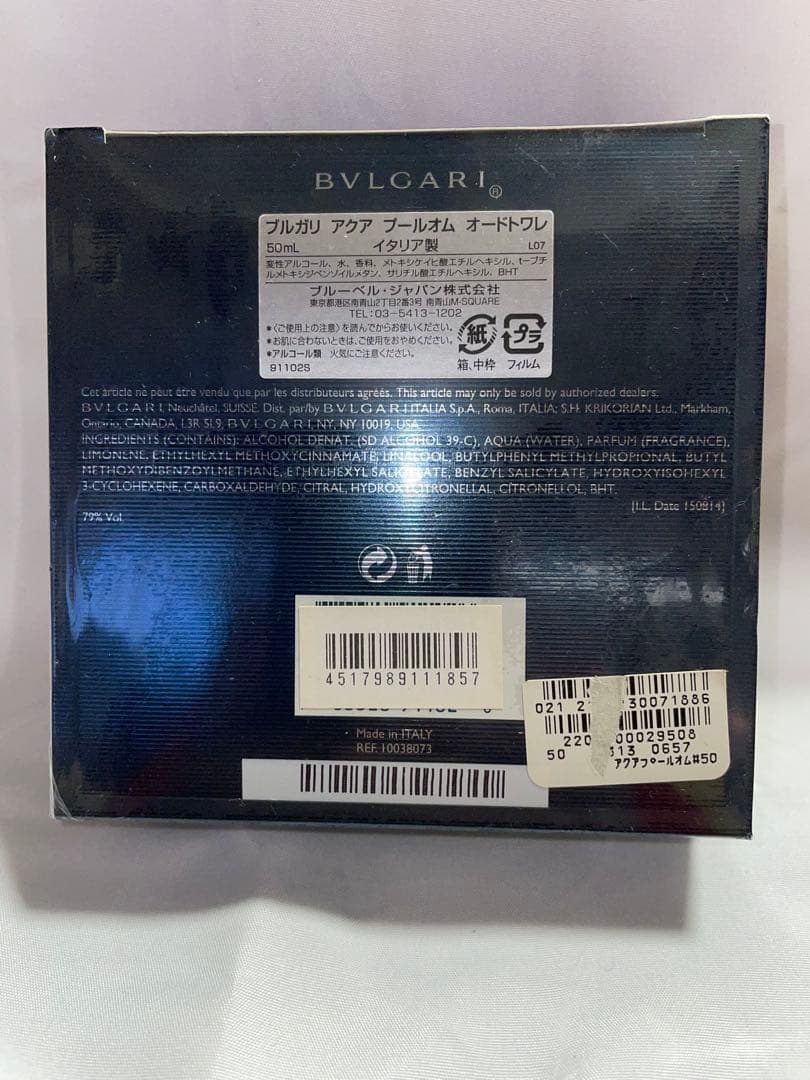 BVLGARI®
ブルガリ アクア プールオム オードトワレ
50mL イタリア製 L07
変性アルコール、水、香料、メトキシケイヒ酸エチルヘキシル、t-ブチ
ルメトキシジベンゾイルメタン、サリチル酸エチルヘキシル、BHT
ブルーベル・ジャパン株式会社
東京都港区南青山2丁目2番3号 南青山M-SQUARE
TEL:03-5413-1202
*〈ご使用上の注意〉を読んでからお使いください。
*お肌に合わないときは、ご使用をおやめください。
*アルコール類 火気にご注意ください。
91102S
紙 プラ
箱、中枠 フィルム
Cet article ne peut être vendu que par les distributeurs agréés. This article may only be sold by authorized dealers.
BVLGARI, Neuchâtel, SUISSE. Dist. par/by BVLGARI ITALIA S.p.A., Roma, ITALIA; S.H. KRIKORIAN Ltd., Markham,
Ontario, CANADA, L3R 5L9; BVLGARI, NY, NY 10019, USA
INGREDIENTS (CONTAINS): ALCOHOL DENAT. (SD ALCOHOL 39-C), AQUA (WATER), PARFUM (FRAGRANCE),
LIMONENE, ETHYLHEXYL METHOXYCINNAMATE, LINALOOL, BUTYLPHENYL METHYLPROPIONAL, BUTYL
METHOXYDIBENZOYLMETHANE, ETHYLHEXYL SALICYLATE, BENZYL SALICYLATE, HYDROXYISOHEXYL
3-CYCLOHEXENE, CARBOXALDEHYDE, CITRAL, HYDROXYCITRONELLAL, CITRONELLOL, BHT.
[I.L. Date 150814]
79% Vol.
4517989111857
Made in ITALY
REF. 10038073
021 2 30071886
220 00029508
50 313 0657
アクアプールオム#50